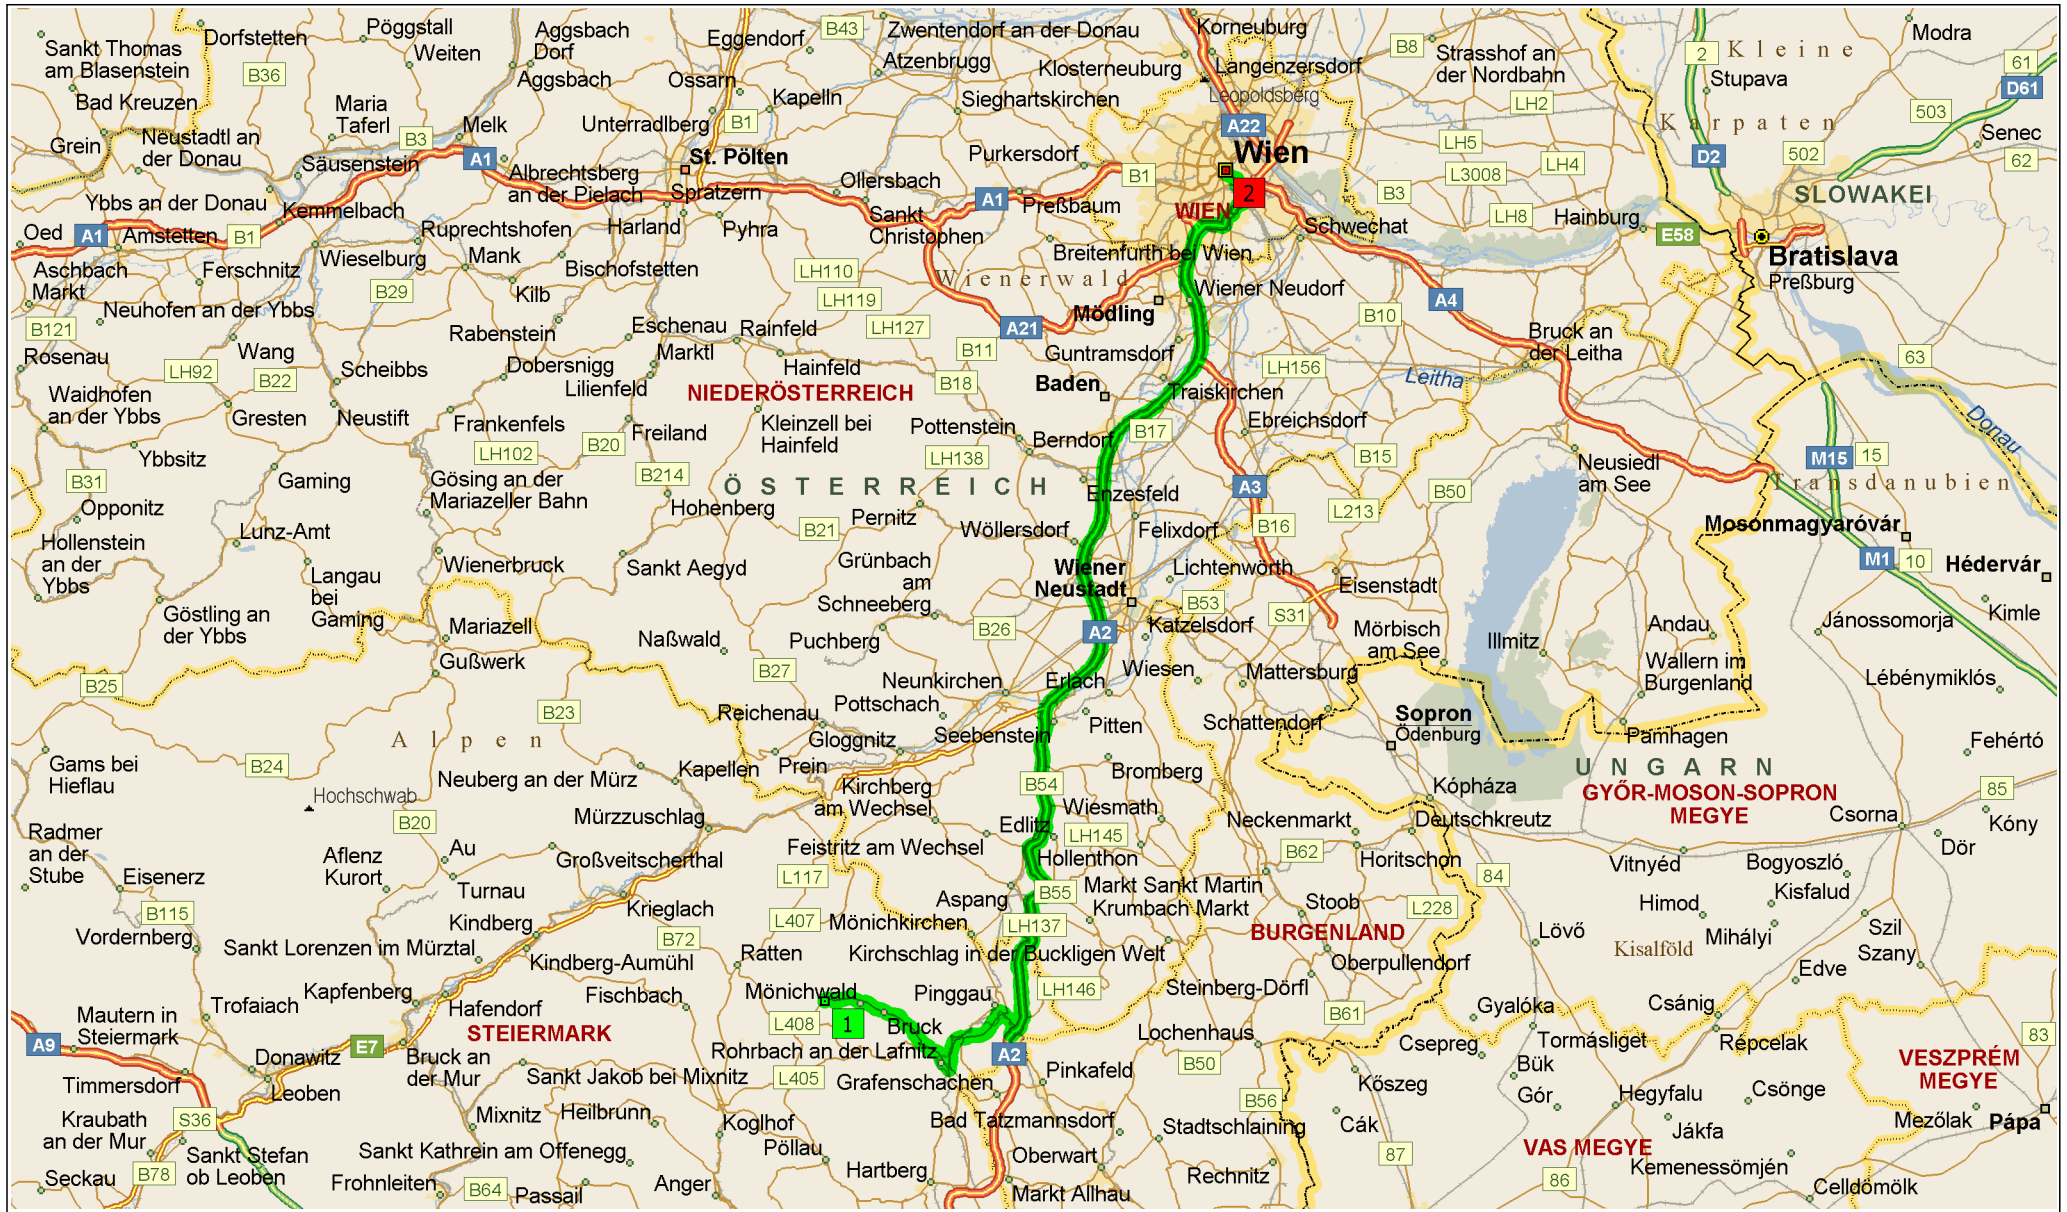 Sankt Thomas
am Blasenstein
Dorfstetten
Pöggstall
Weiten
Aggsbach
Dorf
Aggsbach
Eggendorf
B43
Zwentendorf an der Donau
Atzenbrugg
Klosterneuburg
Korneuburg
Langenzersdorf
Leopoldsberg
B8
Strasshof an
der Nordbahn
2
Kleine
Stupava
Modra
61
D61
B36
Bad Kreuzen
Maria
Taferl
Ossarn
Kapelln
Sieghartskirchen
LH2
503
Karpaten
Grein
Neustadtl an
der Donau
B3
Melk
Unterradlberg
B1
A22
Wien
LH5
LH4
D2
502
Senec
62
Säusenstein
A1
Albrechtsberg
an der Pielach
St. Pölten
Spratzern
Purkersdorf
B1
L3008
B3
SLOWAKEI
Ybbs an der Donau
Kemmelbach
Ollersbach
A1
Preßbaum
WIEN
2
LH8
Hainburg
E58
Oed
A1
Amstetten
B1
Ruprechtshofen
Harland
Pyhra
Sankt
Christophen
Breitenfurth bei Wien
Schwechat
Bratislava
Preßburg
Aschbach
Markt
Ferschnitz
Wieselburg
Mank
Bischofstetten
LH110
Wienerwald
Wiener Neudorf
A4
Neuhofen an der Ybbs
B29
Kilb
LH119
Mödling
B10
B121
Rabenstein
Eschenau
Rainfeld
LH127
A21
Bruck an
der Leitha
Rosenau
Wang
Dobersnigg
Marktl
Hainfeld
B11
Guntramsdorf
LH156
63
LH92
B22
Scheibbs
Lilienfeld
NIEDERÖSTERREICH
B18
Baden
Traiskirchen
Leitha
Waidhofen
an der Ybbs
Gresten
Neustift
Frankenfels
Freiland
Kleinzell bei
Hainfeld
Pottenstein
Berndorf
B17
Ebreichsdorf
Donau
Ybbsitz
LH102
B20
LH138
B15
Neusiedl
am See
M15
15
B31
Gaming
Gösing an der
Mariazeller Bahn
B214
ÖSTERREICH
Enzesfeld
A3
B50
Transdanubien
Opponitz
Hohenberg
B21
Pernitz
Wöllersdorf
Felixdorf
B16
L213
Mosonmagyaróvár
Hollenstein
an der
Ybbs
Lunz-Amt
Wienerbruck
Sankt Aegyd
Grünbach
am
Schneeberg
Wiener
Neustadt
Lichtenwörth
Eisenstadt
M1
10
Hédervár
Langau
bei
Gaming
Göstling an
der Ybbs
Mariazell
Naßwald
Puchberg
B26
A2
B53
Katzelsdorf
S31
Mörbisch
am See
Illmitz
Andau
Jánossomorja
Kimle
Gußwerk
B27
Neunkirchen
Erlach
Wiesen
Mattersburg
Wallern im
Burgenland
Lébénymiklós
B25
B23
Reichenau
Pottschach
Pitten
Schattendorf
Sopron
Ödenburg
Pamhagen
Fehértó
Alpen
Gloggnitz
Seebenstein
Gams bei
Hieflau
B24
Neuberg an der Mürz
Kapellen
Prein
Kirchberg
am Wechsel
B54
Bromberg
Kópháza
UNGARN
GYŐR-MOSON-SOPRON
MEGYE
85
Hochschwab
B20
Mürzzuschlag
Wiesmath
Neckenmarkt
Deutschkreutz
Csorna
Kóny
Radmer
an der
Stube
Au
Aflenz
Kurort
Großveitscherthal
Feistritz am Wechsel
Edlitz
LH145
Hollenthon
B62
Horitschon
Vitnyéd
Bogyoszló
Dör
Eisenerz
Turnau
L117
Aspang
B55
Markt Sankt Martin
Krumbach Markt
84
Himod
Kisfalud
B115
Vordernberg
Kindberg
Krieglach
L407
Mönichkirchen
LH137
Stoob
L228
BURGENLAND
Lövő
Mihályi
Szil
Szany
Sankt Lorenzen im Mürztal
B72
Kindberg-Aumühl
Ratten
Kirchschlag in der Buckligen Welt
Oberpullendorf
Kisalföld
Edve
Kapfenberg
Hafendorf
Fischbach
Mönichwald
Pinggau
LH146
Steinberg-Dörfl
Gyalóka
Csánig
Trofaiach
Mautern in
Steiermark
STEIERMARK
L408
1
Bruck
B61
Lochenhaus
Csepreg
Tormásliget
Répcelak
83
A9
Donawitz
E7
Bruck an
der Mur
Rohrbach an der Lafnitz
A2
B50
Bük
VESZPRÉM
MEGYE
Timmersdorf
Leoben
Sankt Jakob bei Mixnitz
L405
Grafenschachen
Pinkafeld
Kőszeg
Gór
Hegyfalu
Csönge
Kraubath
an der Mur
S36
Mixnitz
Heilbrunn
Koglhof
Bad Tatzmannsdorf
B56
Stadtschlaining
Cák
Jákfa
Mezőlak
Pápa
Seckau
B78
Sankt Stefan
ob Leoben
Sankt Kathrein am Offenegg
Pöllau
Hartberg
Oberwart
Rechnitz
87
VAS MEGYE
Kemenessömjén
86
Frohnleiten
B64
Passail
Anger
Markt Allhau
Celldömölk